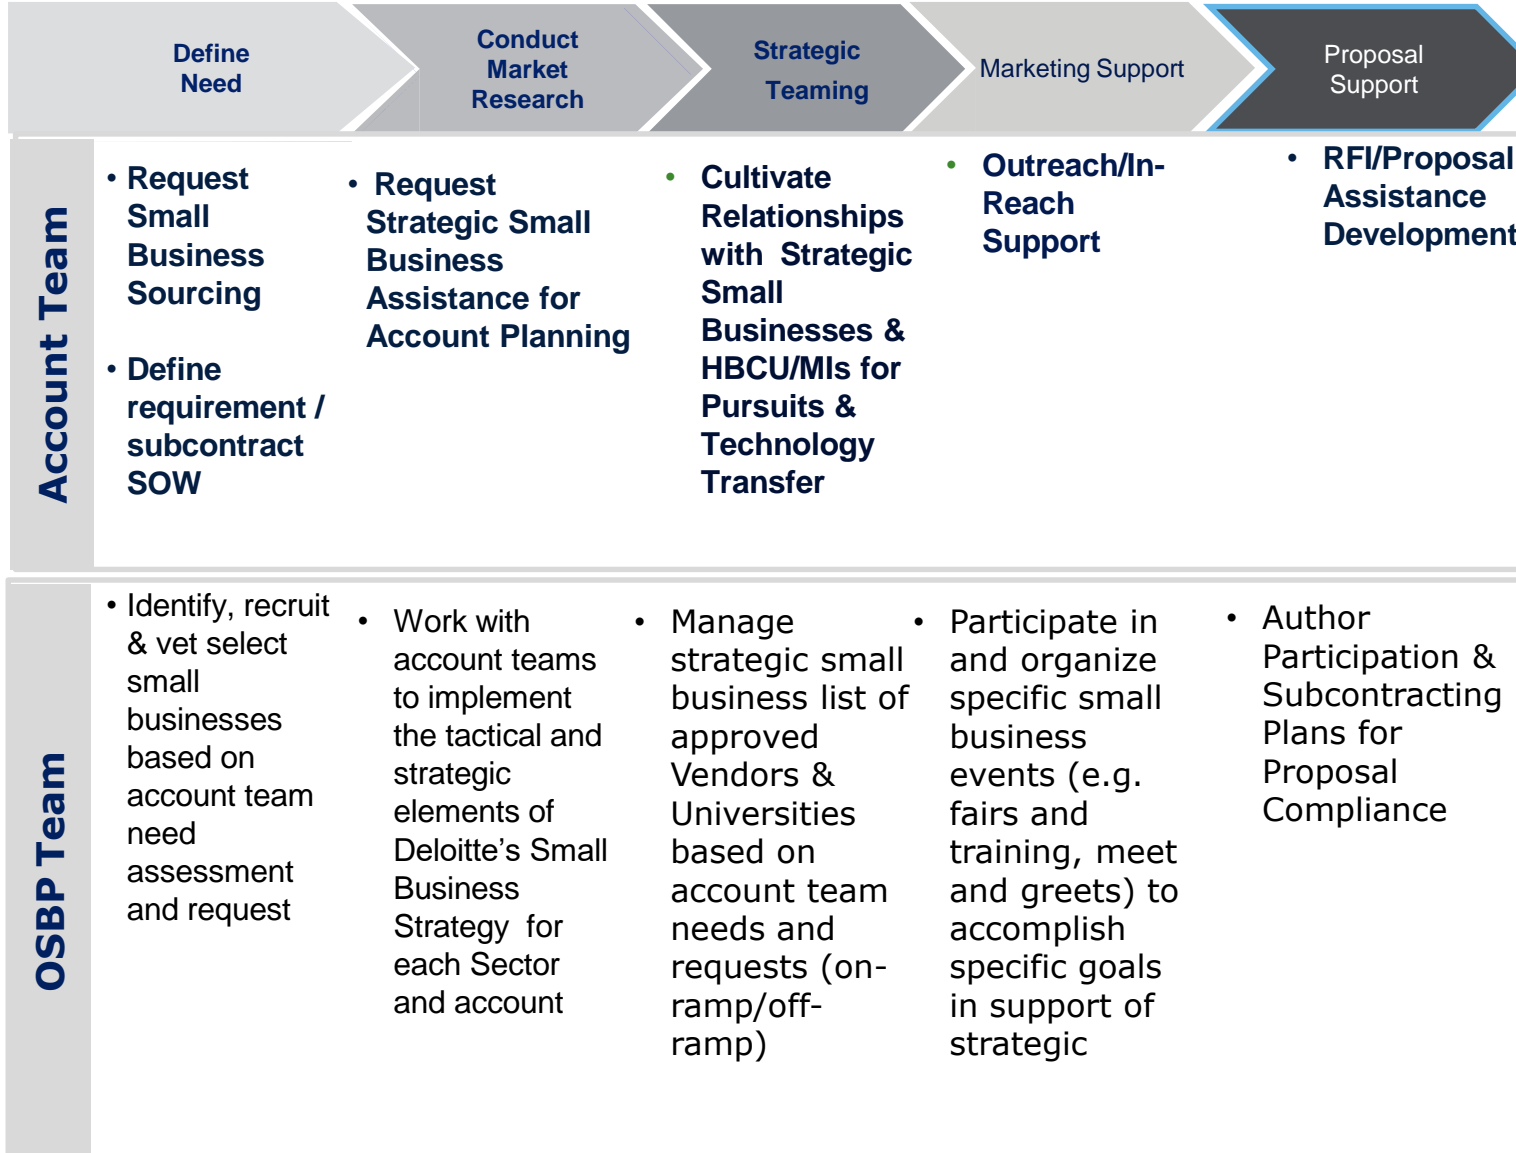 Define
Need
Conduct
Market
Research
Strategic
Teaming
Marketing Support
Proposal
Support
Account Team
• Request
Small
Business
Sourcing
• Define
requirement /
subcontract
SOW
• Request
Strategic Small
Business
Assistance for
Account Planning
• Cultivate
Relationships
with Strategic
Small
Businesses &
HBCU/MIs for
Pursuits &
Technology
Transfer
• Outreach/In-
Reach
Support
• RFI/Proposal
Assistance
Development
OSBP Team
• Identify, recruit
& vet select
small
businesses
based on
account team
need
assessment
and request
• Work with
account teams
to implement
the tactical and
strategic
elements of
Deloitte’s Small
Business
Strategy for
each Sector
and account
• Manage
strategic small
business list of
approved
Vendors &
Universities
based on
account team
needs and
requests (on-
ramp/off-
ramp)
• Participate in
and organize
specific small
business
events (e.g.
fairs and
training, meet
and greets) to
accomplish
specific goals
in support of
strategic
• Author
Participation &
Subcontracting
Plans for
Proposal
Compliance